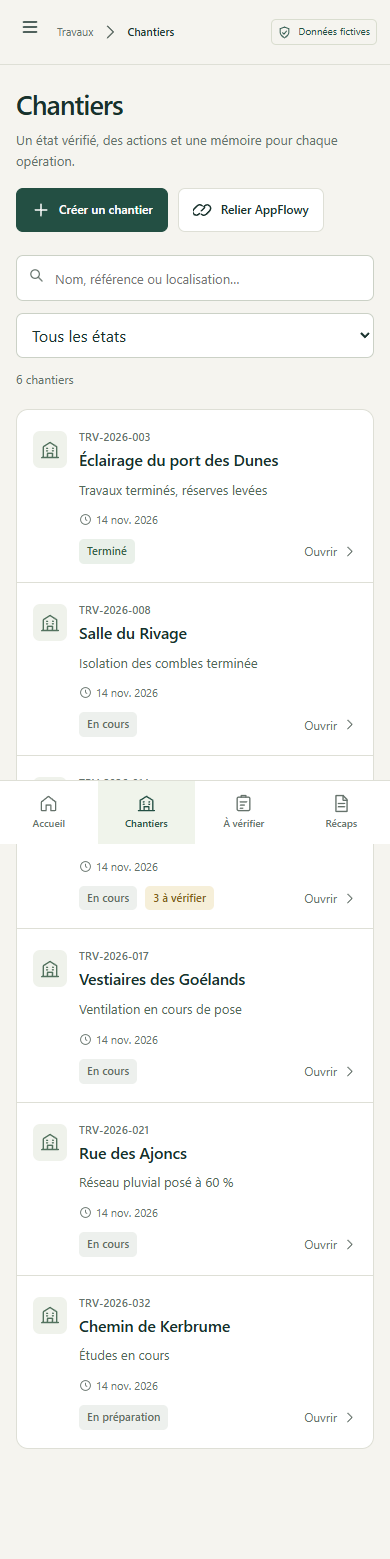 Travaux > Chantiers
Données fictives
Chantiers
Un état vérifié, des actions et une mémoire pour chaque
opération.
Créer un chantier
Relier AppFlowy
Nom, référence ou localisation...
Tous les états
6 chantiers
TRV-2026-003
Éclairage du port des Dunes
Travaux terminés, réserves levées
14 nov. 2026
Terminé
Ouvrir
TRV-2026-008
Salle du Rivage
Isolation des combles terminée
14 nov. 2026
En cours
Ouvrir
Accueil
Chantiers
À vérifier
Récaps
14 nov. 2026
En cours
3 à vérifier
Ouvrir
TRV-2026-017
Vestiaires des Goélands
Ventilation en cours de pose
14 nov. 2026
En cours
Ouvrir
TRV-2026-021
Rue des Ajoncs
Réseau pluvial posé à 60 %
14 nov. 2026
En cours
Ouvrir
TRV-2026-032
Chemin de Kerbrume
Études en cours
14 nov. 2026
En préparation
Ouvrir